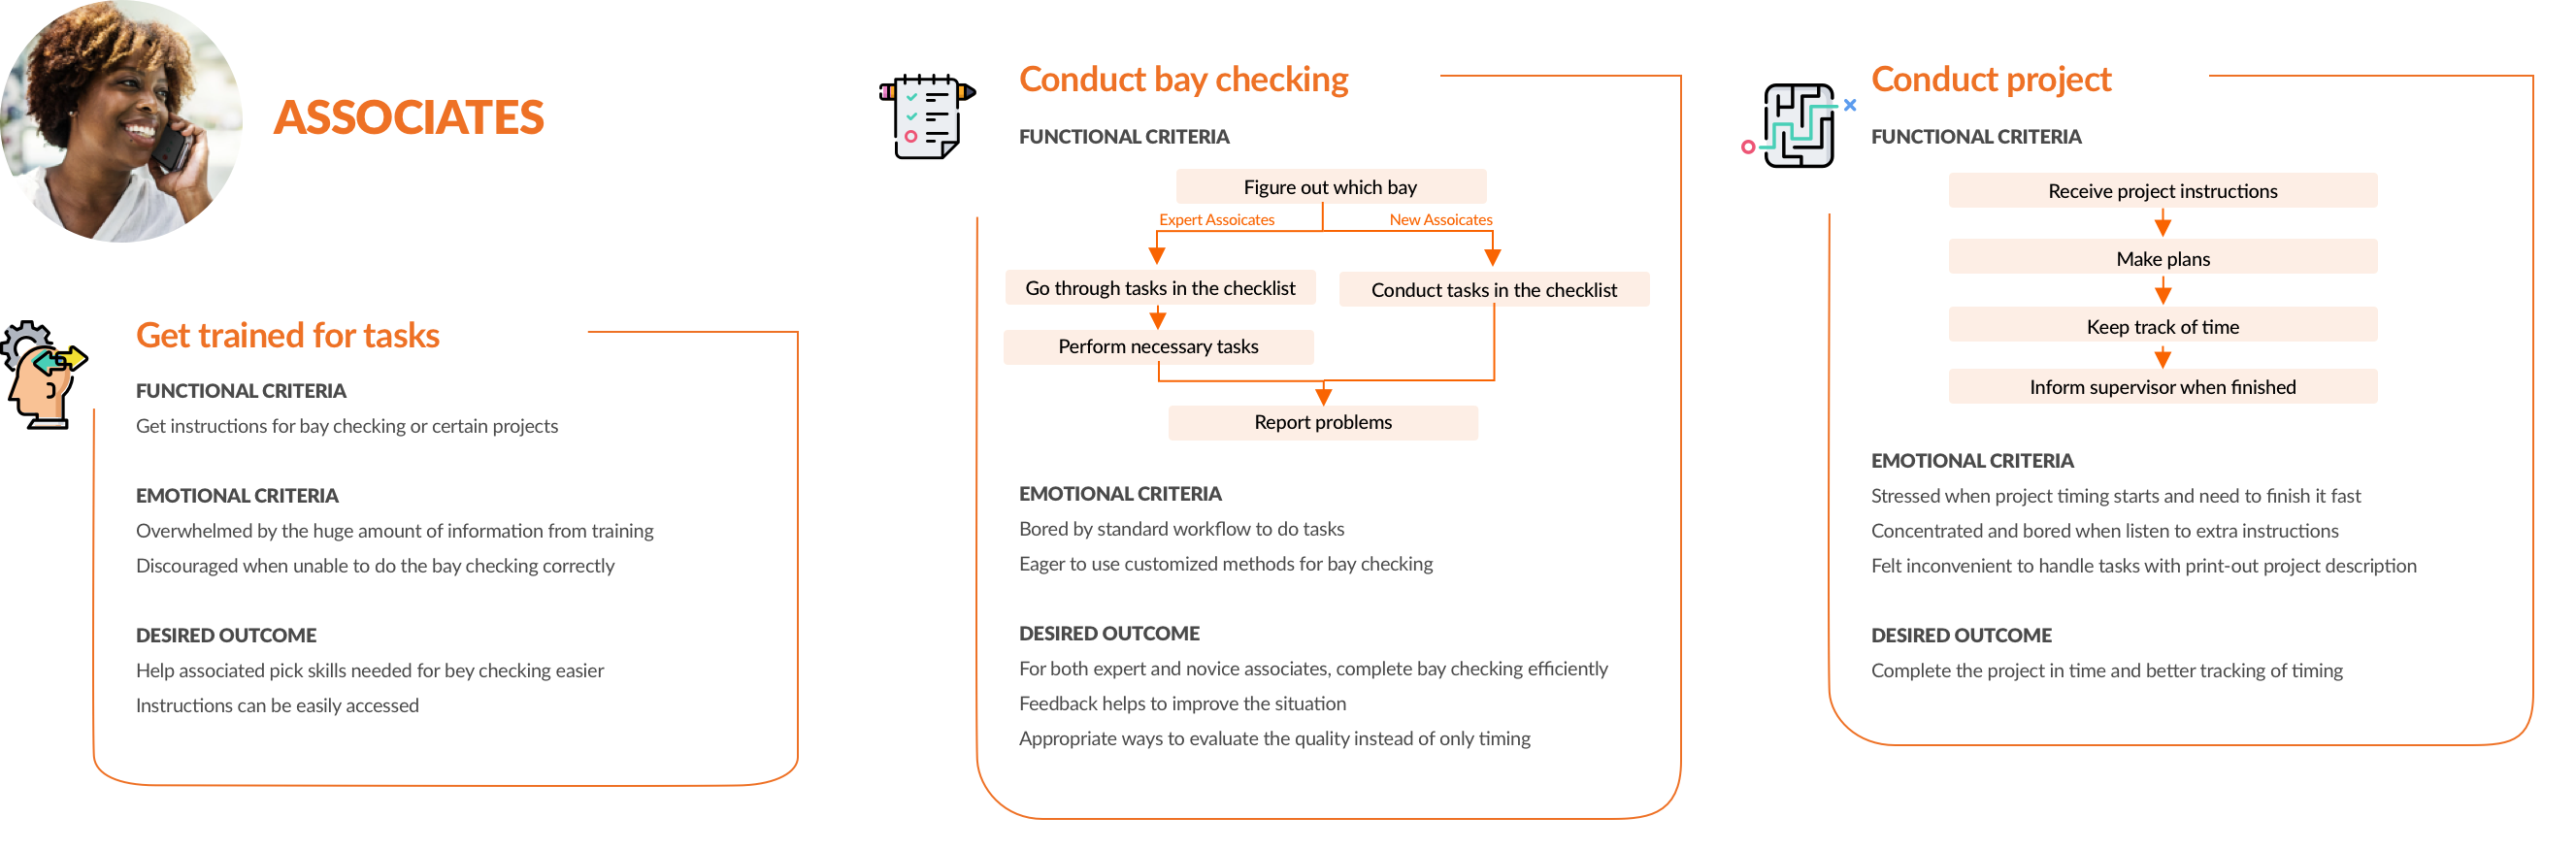 ASSOCIATES
Get trained for tasks
FUNCTIONAL CRITERIA
Get instructions for bay checking or certain projects
EMOTIONAL CRITERIA
Overwhelmed by the huge amount of information from training
Discouraged when unable to do the bay checking correctly
DESIRED OUTCOME
Help associated pick skills needed for bey checking easier
Instructions can be easily accessed
Conduct bay checking
FUNCTIONAL CRITERIA
Figure out which bay
Expert Assoicates
New Assoicates
Go through tasks in the checklist
Conduct tasks in the checklist
Perform necessary tasks
Report problems
EMOTIONAL CRITERIA
Bored by standard workflow to do tasks
Eager to use customized methods for bay checking
DESIRED OUTCOME
For both expert and novice associates, complete bay checking efficiently
Feedback helps to improve the situation
Appropriate ways to evaluate the quality instead of only timing
Conduct project
FUNCTIONAL CRITERIA
Receive project instructions
Make plans
Keep track of time
Inform supervisor when finished
EMOTIONAL CRITERIA
Stressed when project timing starts and need to finish it fast
Concentrated and bored when listen to extra instructions
Felt inconvenient to handle tasks with print-out project description
DESIRED OUTCOME
Complete the project in time and better tracking of timing